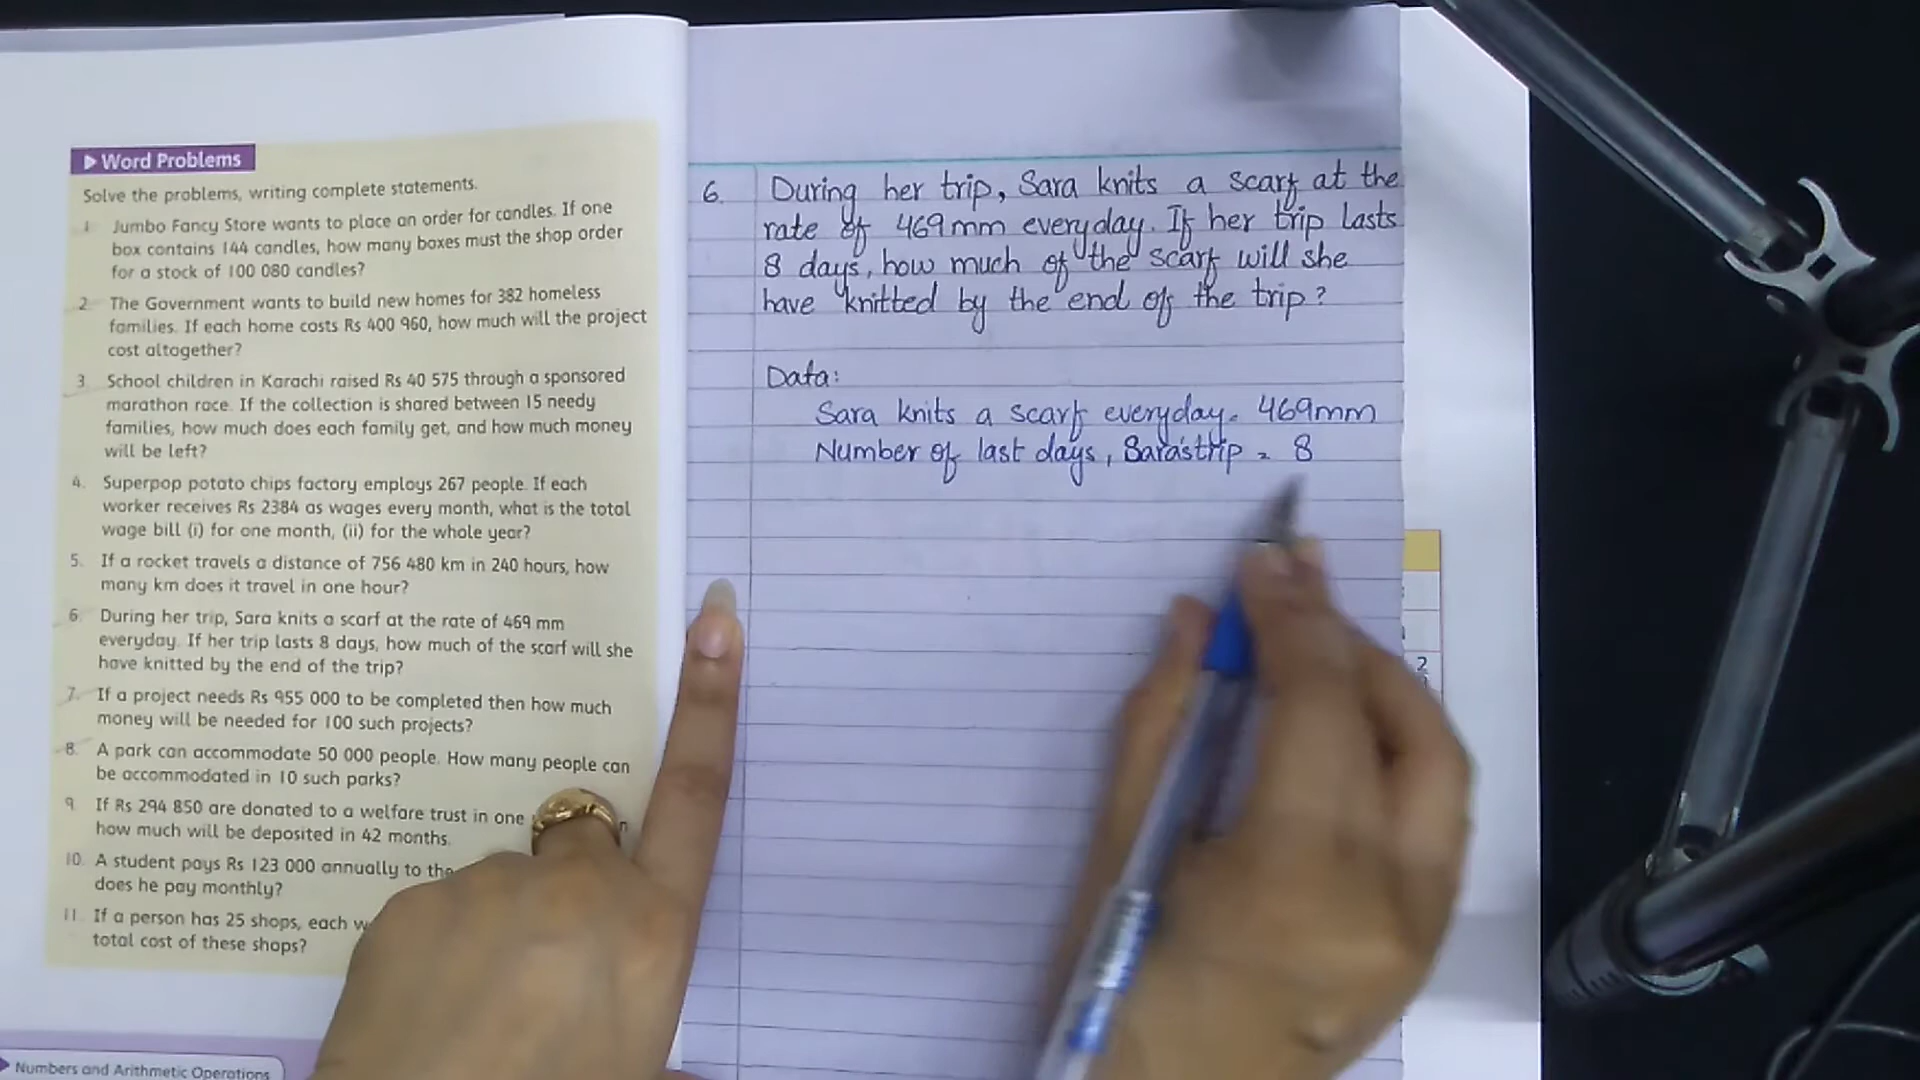 Word Problems
Solve the problems, writing complete statements.
1. Jumbo Fancy Store wants to place an order for candles. If one
box contains 144 candles, how many boxes must the shop order
for a stock of 100 080 candles?
2. The Government wants to build new homes for 382 homeless
families. If each home costs Rs 400 960, how much will the project
cost altogether?
3. School children in Karachi raised Rs 40 575 through a sponsored
marathon race. If the collection is shared between 15 needy
families, how much does each family get, and how much money
will be left?
4. Superpop potato chips factory employs 267 people. If each
worker receives Rs 2384 as wages every month, what is the total
wage bill (i) for one month, (ii) for the whole year?
5. If a rocket travels a distance of 756 480 km in 240 hours, how
many km does it travel in one hour?
6. During her trip, Sara knits a scarf at the rate of 469 mm
everyday. If her trip lasts 8 days, how much of the scarf will she
have knitted by the end of the trip?
7. If a project needs Rs 955 000 to be completed then how much
money will be needed for 100 such projects?
8. A park can accommodate 50 000 people. How many people can
be accommodated in 10 such parks?
9. If Rs 294 850 are donated to a welfare trust in one
how much will be deposited in 42 months.
10. A student pays Rs 123 000 annually to the
does he pay monthly?
11. If a person has 25 shops, each
total cost of these shops?
Numbers and Arithmetic Operations
6. During her trip, Sara knits a scarf at the
rate of 469mm everyday. If her trip lasts
8 days, how much of the scarf will she
have knitted by the end of the trip?
Data:
Sara knits a scarf everyday = 469mm
Number of last days, Sara's trip = 8
2